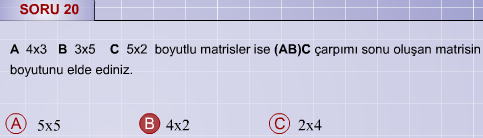 SORU 20
A 4x3 B 3x5 C 5x2 boyutlu matrisler ise (AB)C çarpımı sonu oluşan matrisin
boyutunu elde ediniz.
A 5x5 B 4x2 C 2x4